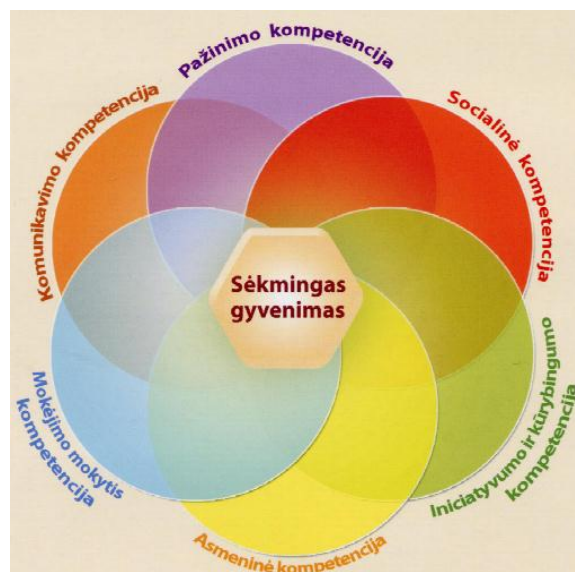 Pažinimo kompetencija
Socialinė kompetencija
Komunikavimo kompetencija
Sėkmingas
gyvenimas
Iniciatyvumo ir kūrybingumo
kompetencija
Mokėjimo mokytis
kompetencija
Asmeninė kompetencija